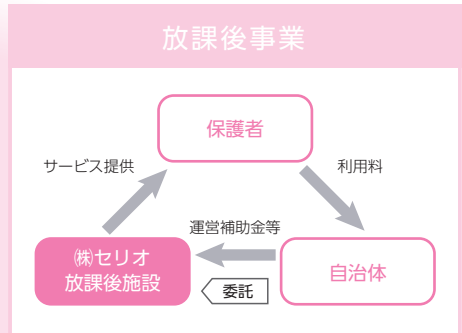 放課後事業
保護者
サービス提供
利用料
運営補助金等
㈱セリオ
放課後施設
自治体
委託